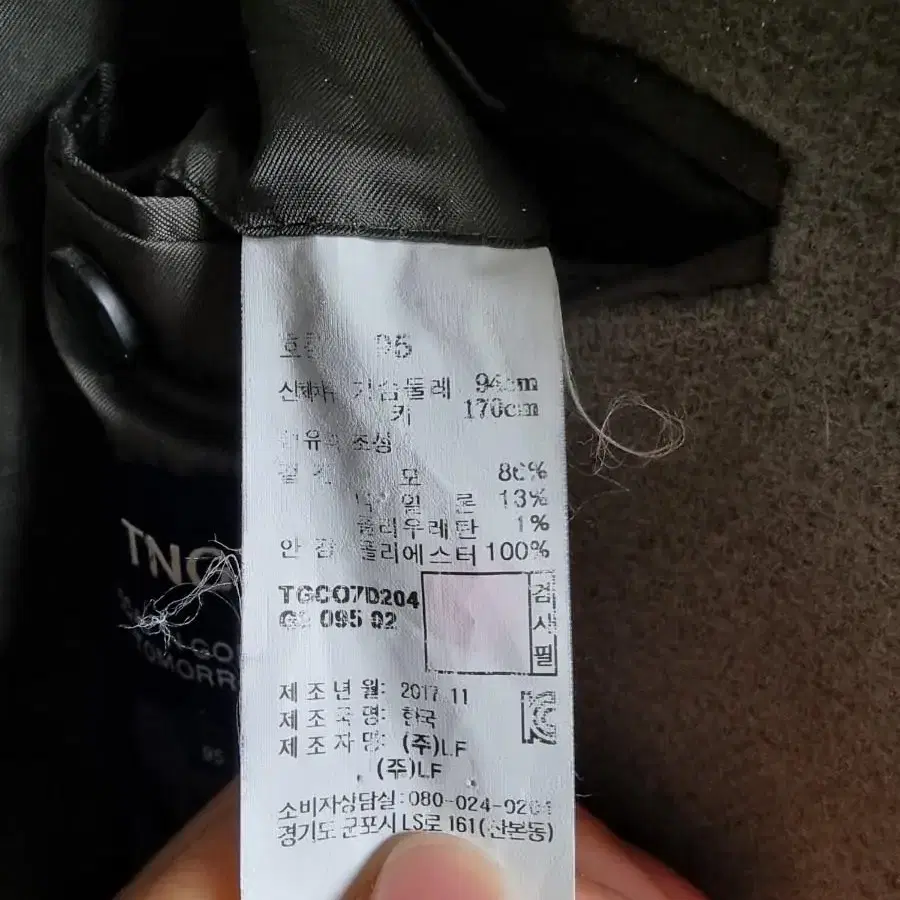 호칭 95
신체치수 가슴둘레 94cm
키 170cm
섬유의 조성
겉감 모 86%
나일론 13%
폴리우레탄 1%
안감 폴리에스터 100%
TGCO7D204
095 02
검
사
필
제조년월: 2017.11
제조국명: 한국
제조자명: (주)LF
(주)LF
소비자상담실: 080-024-
경기도 군포시 LS로 161(산본동)
KC
95